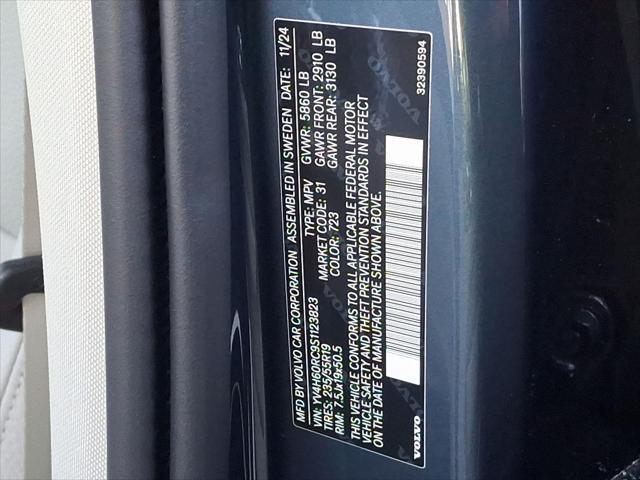 MFD BY VOLVO CAR CORPORATION ASSEMBLED IN SWEDEN DATE: 11/24
VIN: YV4H60RC9S1123823 TYPE: MPV GVWR: 5860 LB
TIRES: 235/55R19 MARKET CODE: 31 GAWR FRONT: 2910 LB
RIM: 7.5Jx19x50.5 COLOR: 723 GAWR REAR: 3130 LB
THIS VEHICLE CONFORMS TO ALL APPLICABLE FEDERAL MOTOR
VEHICLE SAFETY AND THEFT PREVENTION STANDARDS IN EFFECT
ON THE DATE OF MANUFACTURE SHOWN ABOVE.
VOLVO 32390594